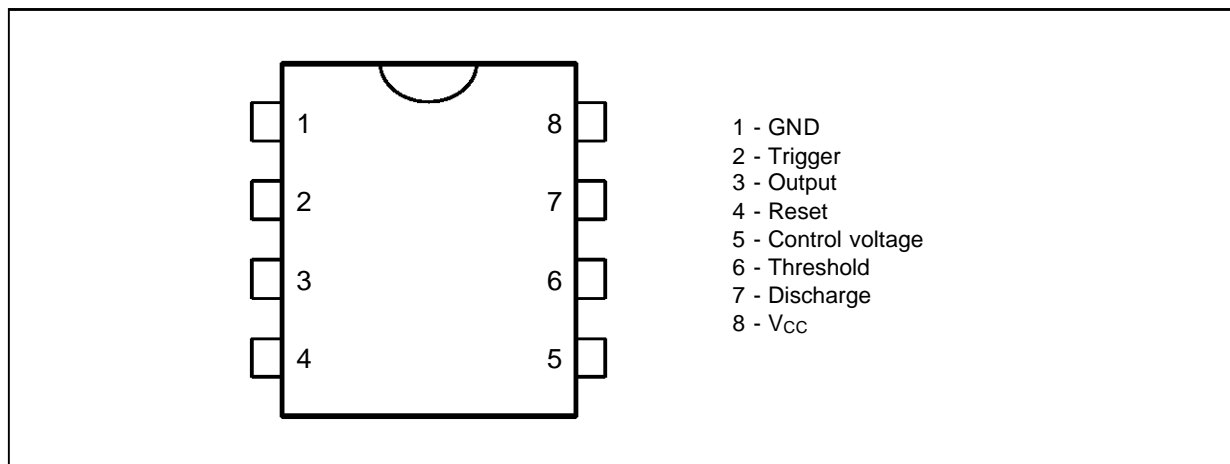 1
8
2
7
3
6
4
5
1 - GND
2 - Trigger
3 - Output
4 - Reset
5 - Control voltage
6 - Threshold
7 - Discharge
8 - VCC